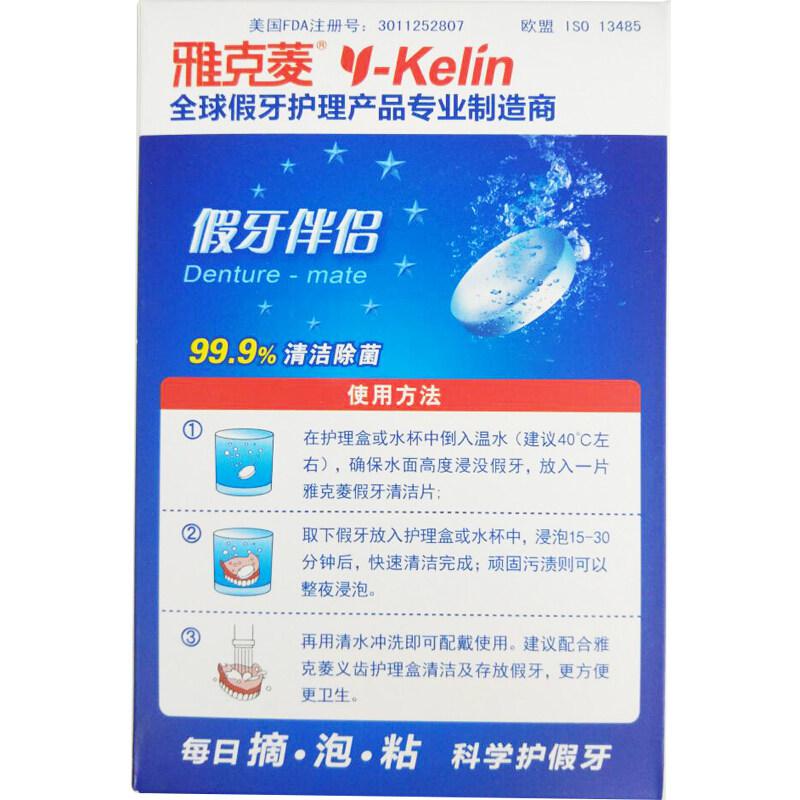 美国FDA注册号：3011252807 欧盟 ISO 13485
雅克菱® y-Kelin
全球假牙护理产品专业制造商
假牙伴侣
Denture - mate
99.9% 清洁除菌
使用方法
① 在护理盒或水杯中倒入温水（建议40℃左
右），确保水面高度浸没假牙，放入一片
雅克菱假牙清洁片；
② 取下假牙放入护理盒或水杯中，浸泡15-30
分钟后，快速清洁完成；顽固污渍则可以
整夜浸泡。
③ 再用清水冲洗即可配戴使用。建议配合雅
克菱义齿护理盒清洁及存放假牙，更方便
更卫生。
每日 摘·泡·粘 科学护假牙